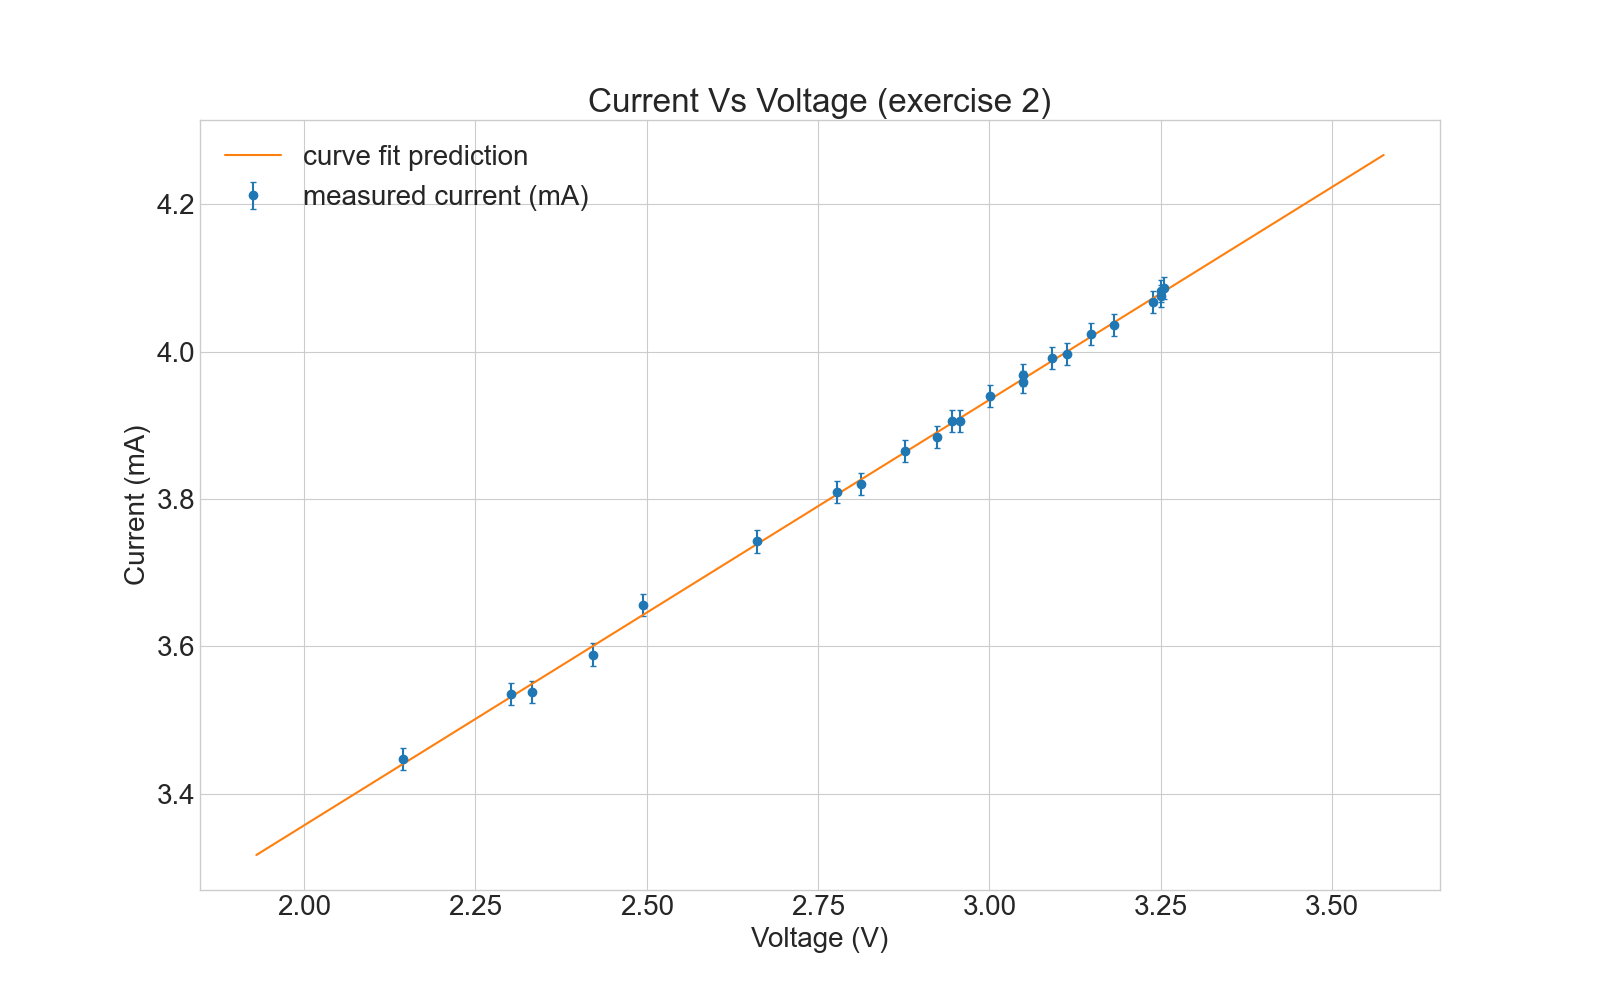 Current Vs Voltage (exercise 2)
curve fit prediction
measured current (mA)
4.2
4.0
3.8
3.6
3.4
Current (mA)
2.00 2.25 2.50 2.75 3.00 3.25 3.50
Voltage (V)